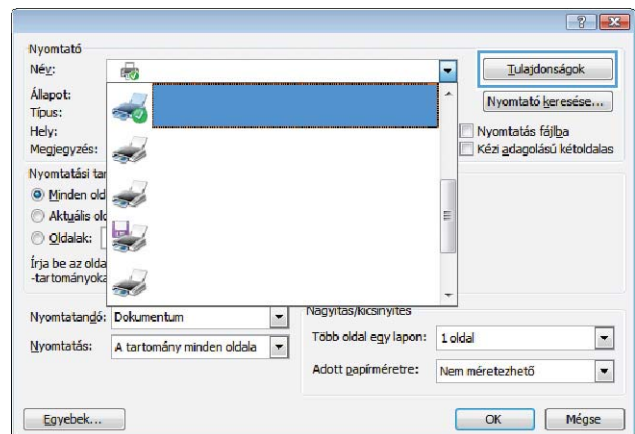 Nyomtató
Név:
Tulajdonságok
Állapot:
Nyomtató keresése...
Típus:
Hely:
Nyomtatás fájlba
Megjegyzés:
Kézi adagolású kétoldalas
Nyomtatási tar
Minden old
Aktuális old
Oldalak:
Írja be az olda
-tartományoka
Nagyítás/kicsinyítés
Nyomtatandó: Dokumentum
Több oldal egy lapon: 1 oldal
Nyomtatás: A tartomány minden oldala
Adott papírméretre: Nem méretezhető
Egyebek...
OK
Mégse